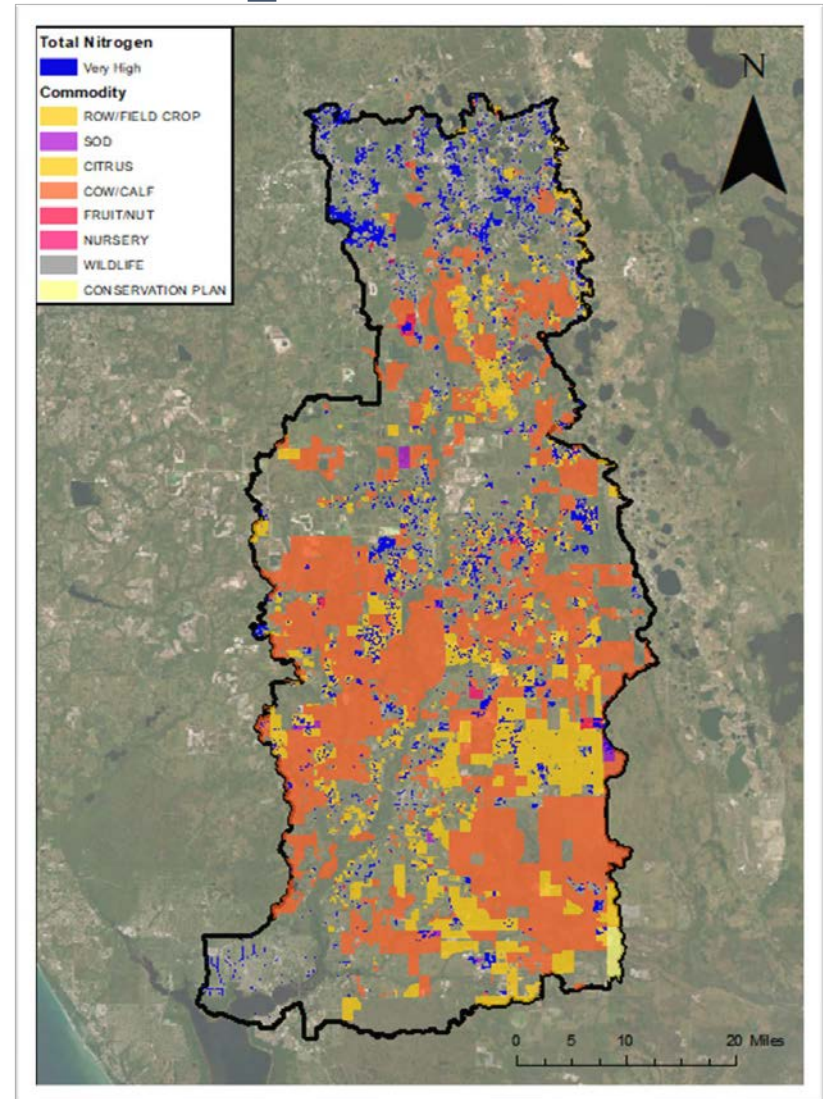 Total Nitrogen
Very High
Commodity
ROW/FIELD CROP
SOD
CITRUS
COW/CALF
FRUIT/NUT
NURSERY
WILDLIFE
CONSERVATION PLAN
N
0 5 10 20 Miles